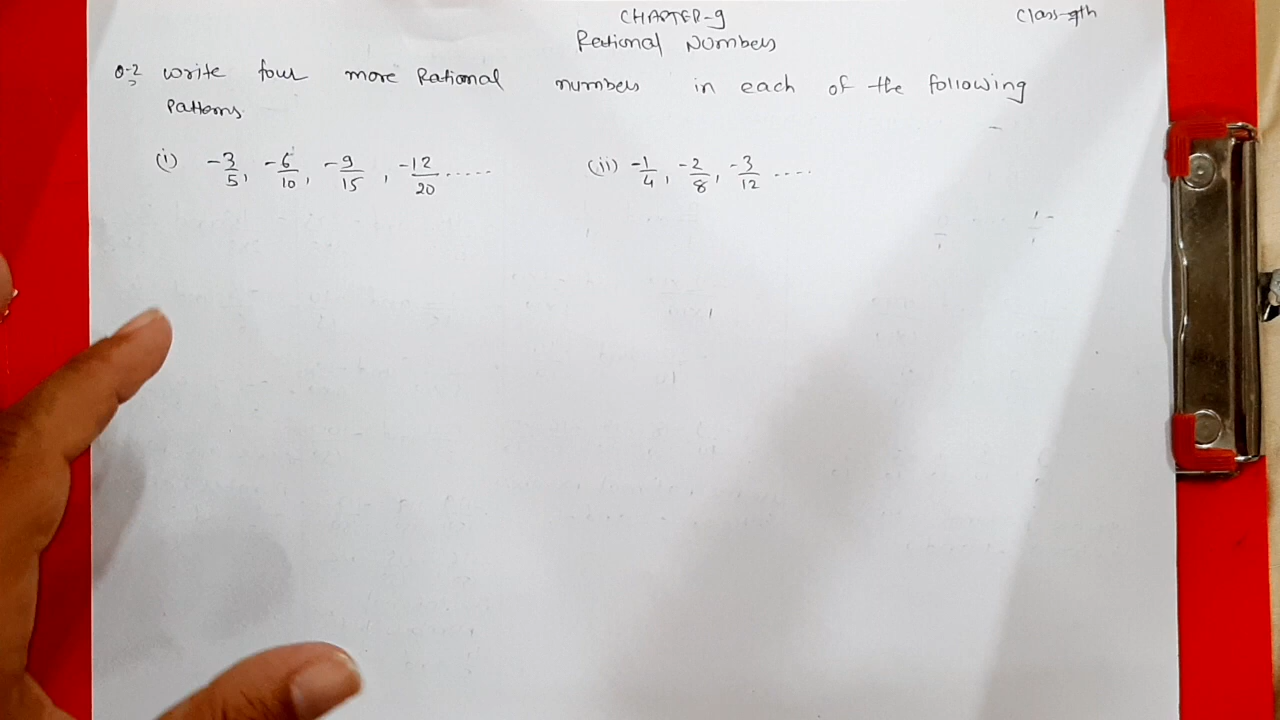 CHAPTER-9
Class-7th
Rational Numbers
Q-2 write four more Rational numbers in each of the following
Patterns.
(i) -3/5, -6/10, -9/15, -12/20 ..... (ii) -1/4, -2/8, -3/12 ....